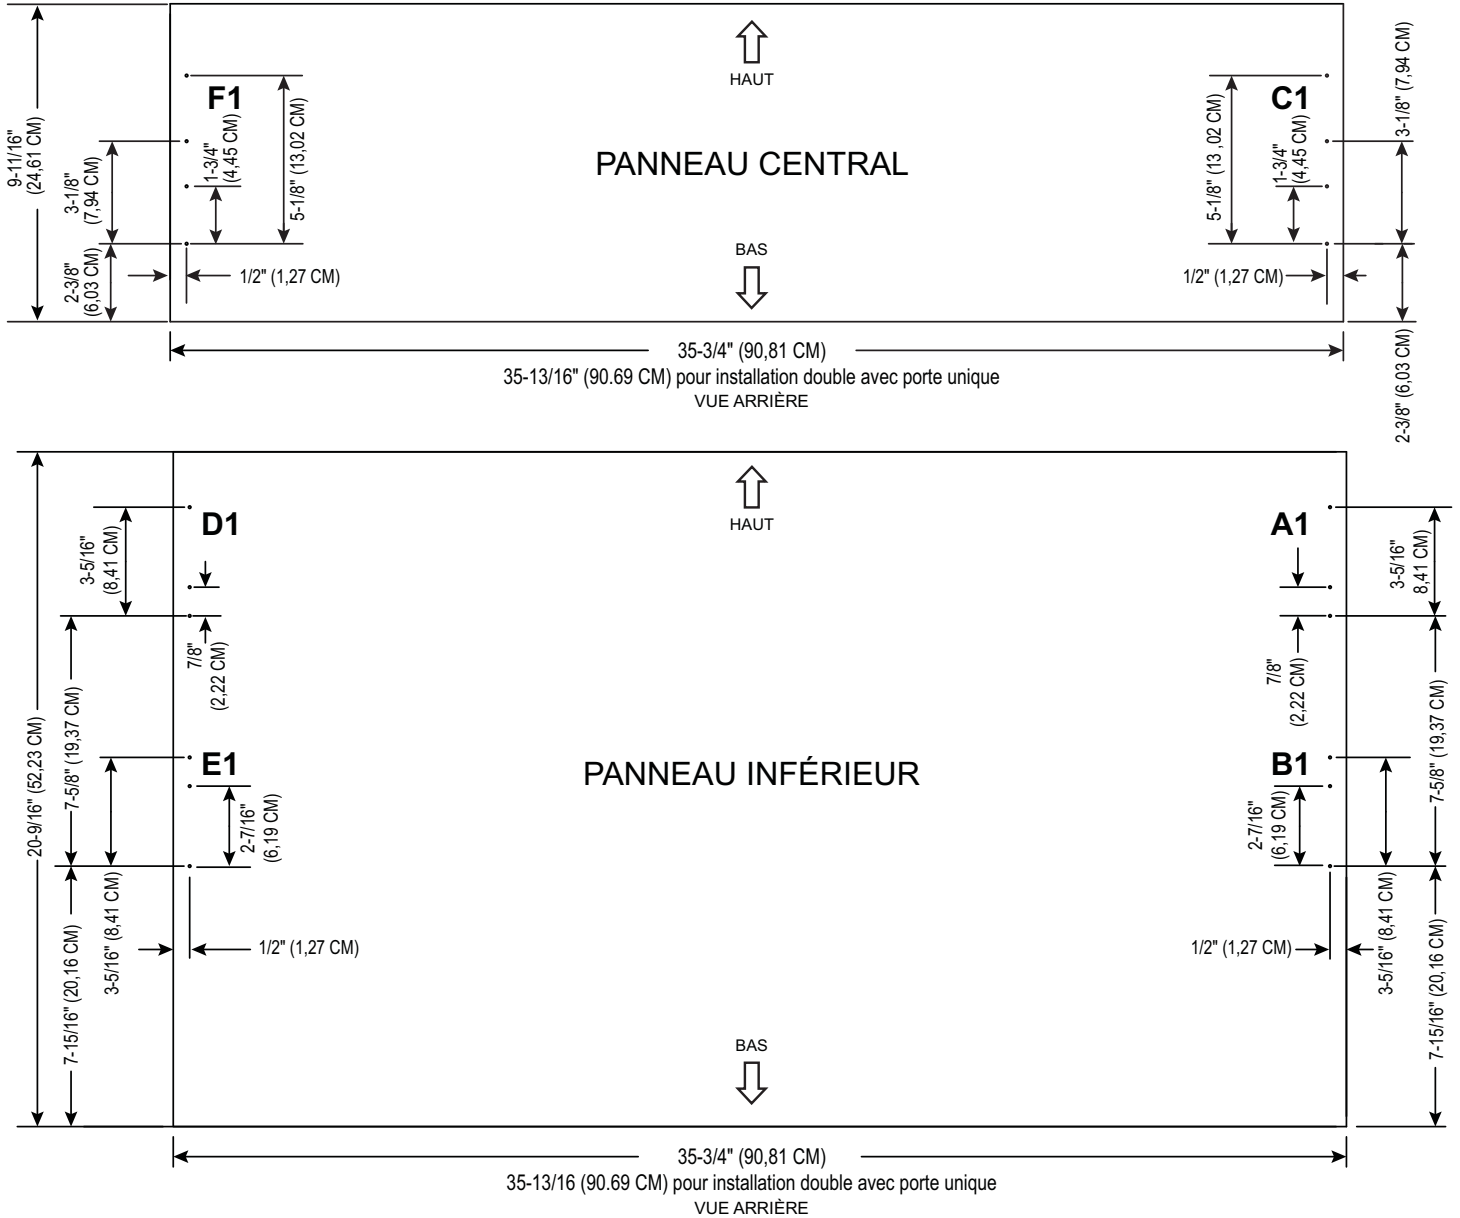 HAUT
F1
C1
9-11/16"
(24,61 CM)
3-1/8"
(7,94 CM)
1-3/4"
(4,45 CM)
5-1/8" (13,02 CM)
PANNEAU CENTRAL
5-1/8" (13 ,02 CM)
1-3/4"
(4,45 CM)
3-1/8" (7,94 CM)
2-3/8"
(6,03 CM)
1/2" (1,27 CM)
BAS
1/2" (1,27 CM)
2-3/8" (6,03 CM)
35-3/4" (90,81 CM)
35-13/16" (90.69 CM) pour installation double avec porte unique
VUE ARRIÈRE
HAUT
D1
A1
3-5/16"
(8,41 CM)
3-5/16"
8,41 CM)
7/8"
(2,22 CM)
7/8"
(2,22 CM)
20-9/16" (52,23 CM)
7-5/8" (19,37 CM)
E1
2-7/16"
(6,19 CM)
PANNEAU INFÉRIEUR
B1
2-7/16"
(6,19 CM)
7-5/8" (19,37 CM)
7-15/16" (20,16 CM)
3-5/16" (8,41 CM)
1/2" (1,27 CM)
1/2" (1,27 CM)
3-5/16" (8,41 CM)
7-15/16" (20,16 CM)
BAS
35-3/4" (90,81 CM)
35-13/16 (90.69 CM) pour installation double avec porte unique
VUE ARRIÈRE